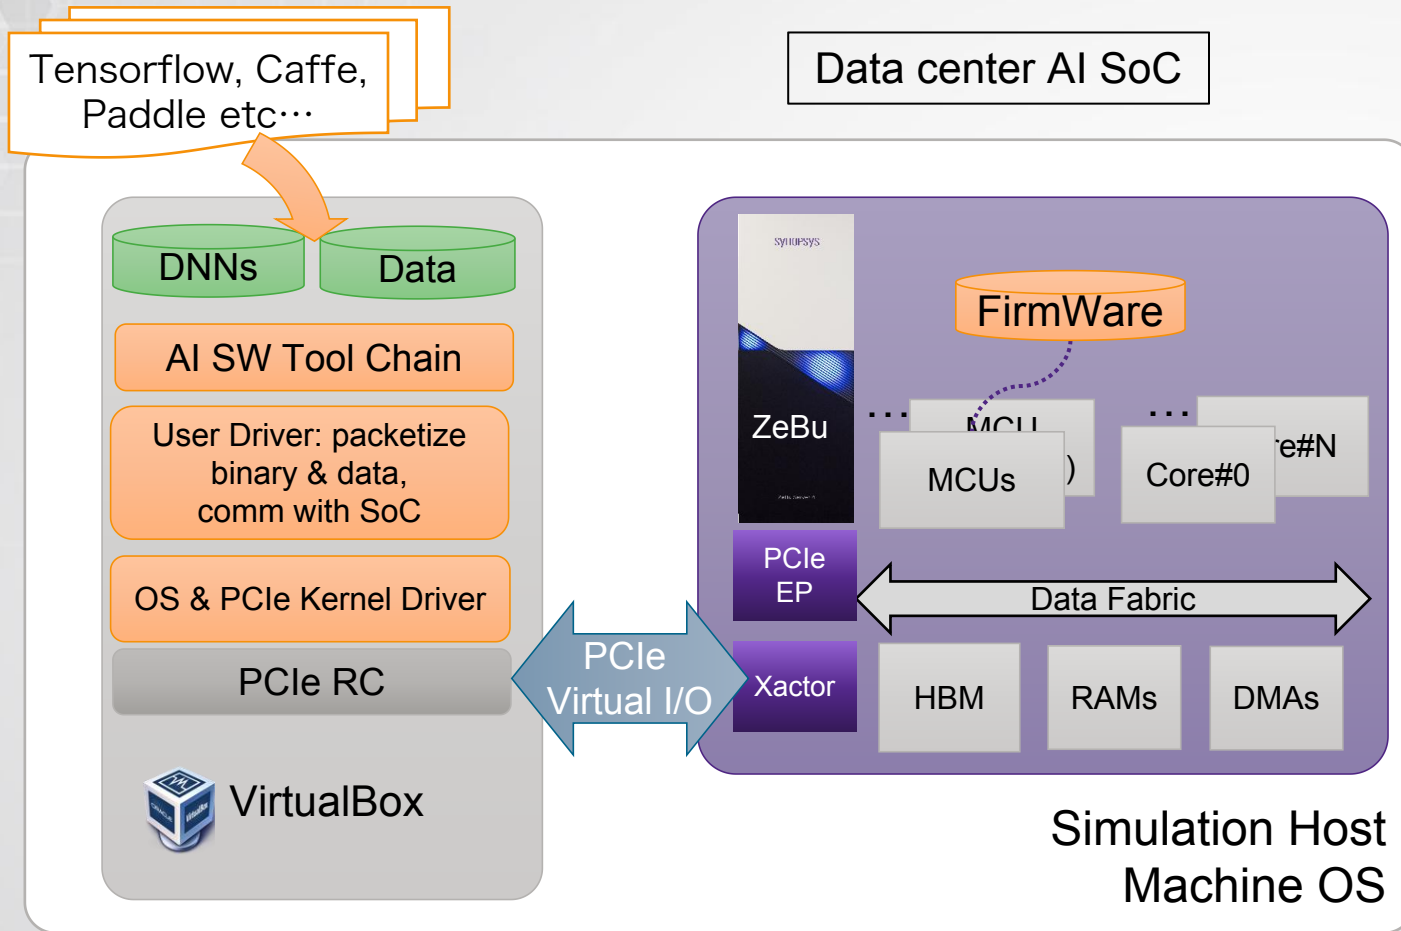 Tensorflow, Caffe,
Paddle etc…
Data center AI SoC
DNNs
Data
AI SW Tool Chain
User Driver: packetize
binary & data,
comm with SoC
OS & PCIe Kernel Driver
PCIe RC
VirtualBox
PCIe
Virtual I/O
SYNOPSYS
ZeBu
PCIe
EP
Xactor
FirmWare
...
MCU
)
MCUs
...
re#N
Core#0
Data Fabric
HBM
RAMs
DMAs
Simulation Host
Machine OS